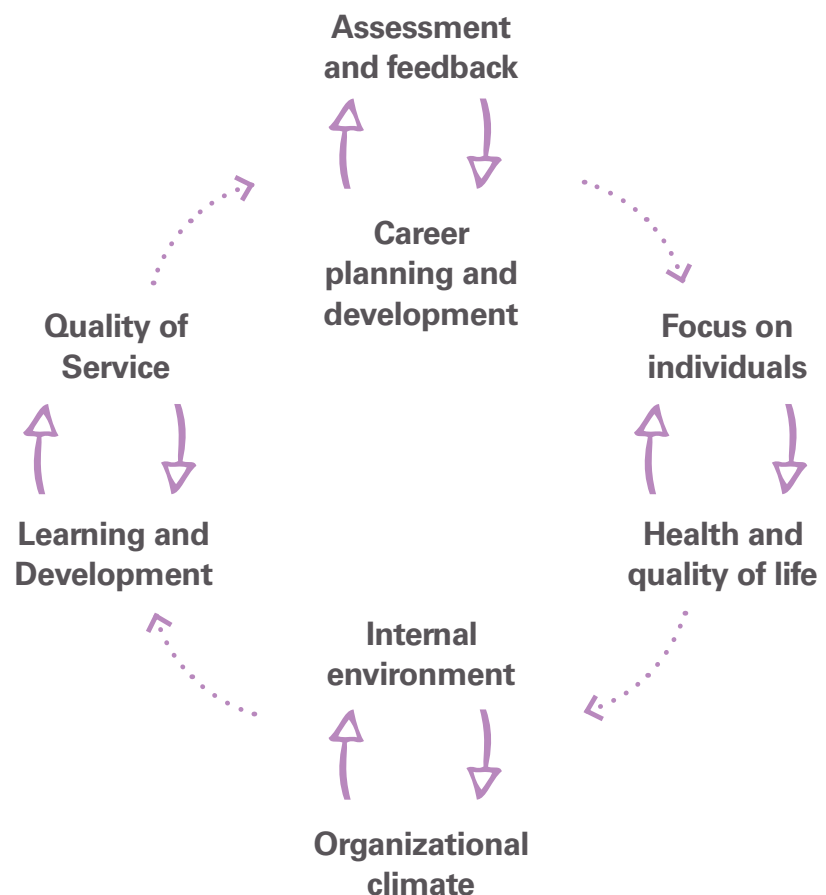 Assessment
and feedback
Career
planning and
development
Quality of
Service
Focus on
individuals
Learning and
Development
Health and
quality of life
Internal
environment
Organizational
climate